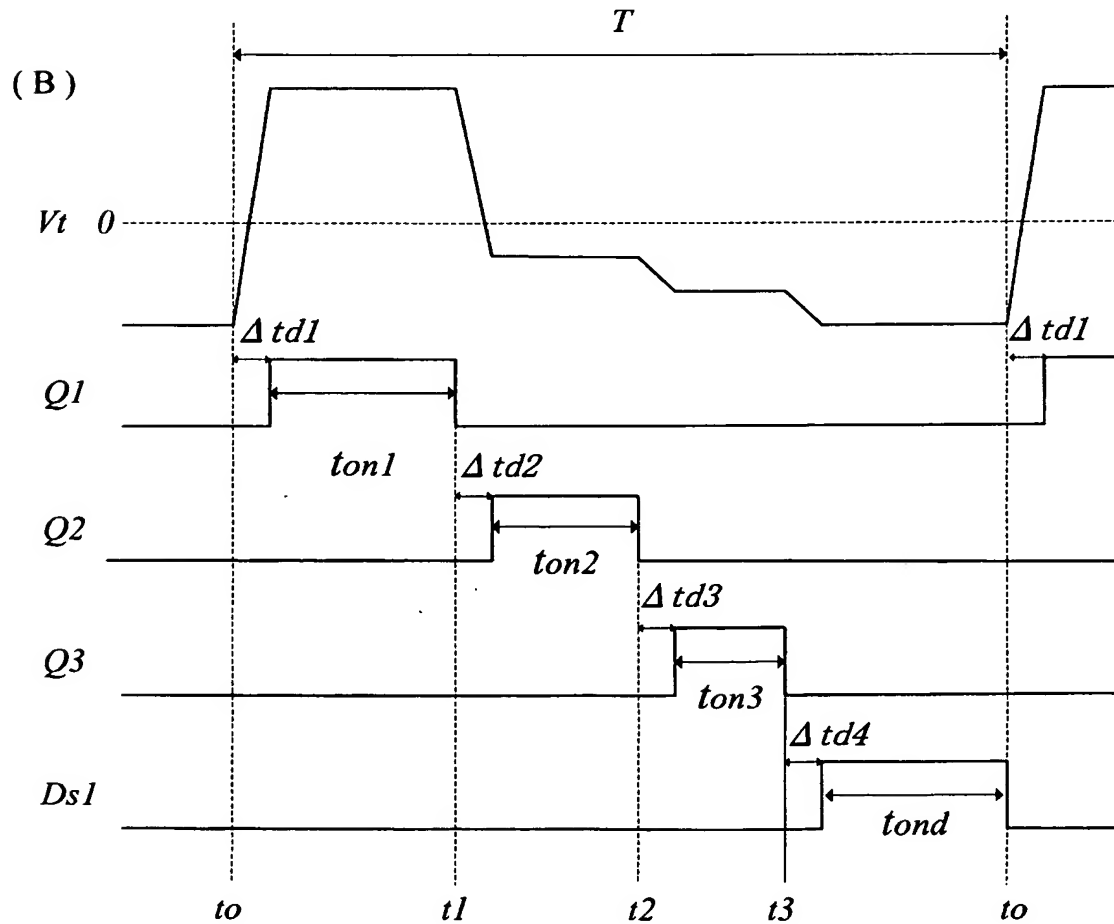 T
( B )
Vt 0
Δ td1 Δ td1
Q1
ton1
Δ td2
Q2
ton2
Δ td3
Q3
ton3
Δ td4
Ds1
tond
to t1 t2 t3 to